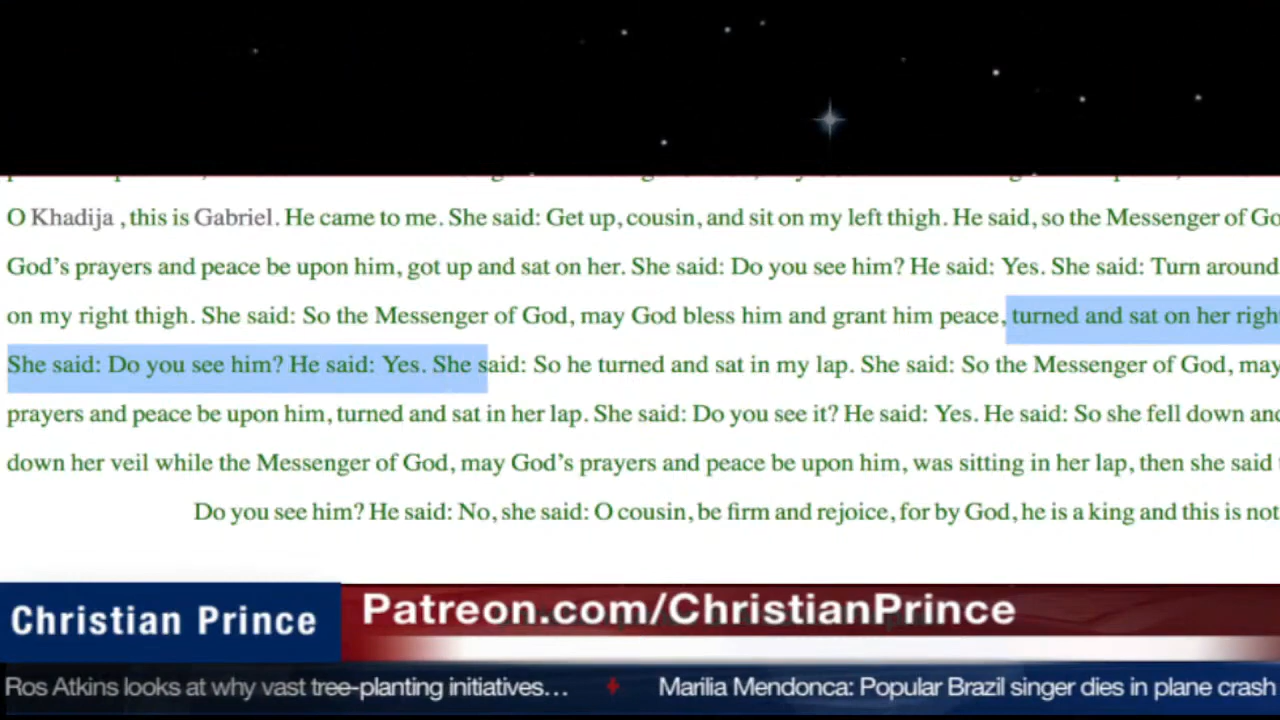 O Khadija , this is Gabriel. He came to me. She said: Get up, cousin, and sit on my left thigh. He said, so the Messenger of
God's prayers and peace be upon him, got up and sat on her. She said: Do you see him? He said: Yes. She said: Turn around
on my right thigh. She said: So the Messenger of God, may God bless him and grant him peace, turned and sat on her
She said: Do you see him? He said: Yes. She said: So he turned and sat in my lap. She said: So the Messenger of God, may
prayers and peace be upon him, turned and sat in her lap. She said: Do you see it? He said: Yes. He said: So she fell down
down her veil while the Messenger of God, may God's prayers and peace be upon him, was sitting in her lap, then she said
Do you see him? He said: No, she said: O cousin, be firm and rejoice, for by God, he is a king and this is not
Christian Prince
Patreon.com/ChristianPrince
Ros Atkins looks at why vast tree-planting initiatives... Marilia Mendonca: Popular Brazil singer dies in plane crash